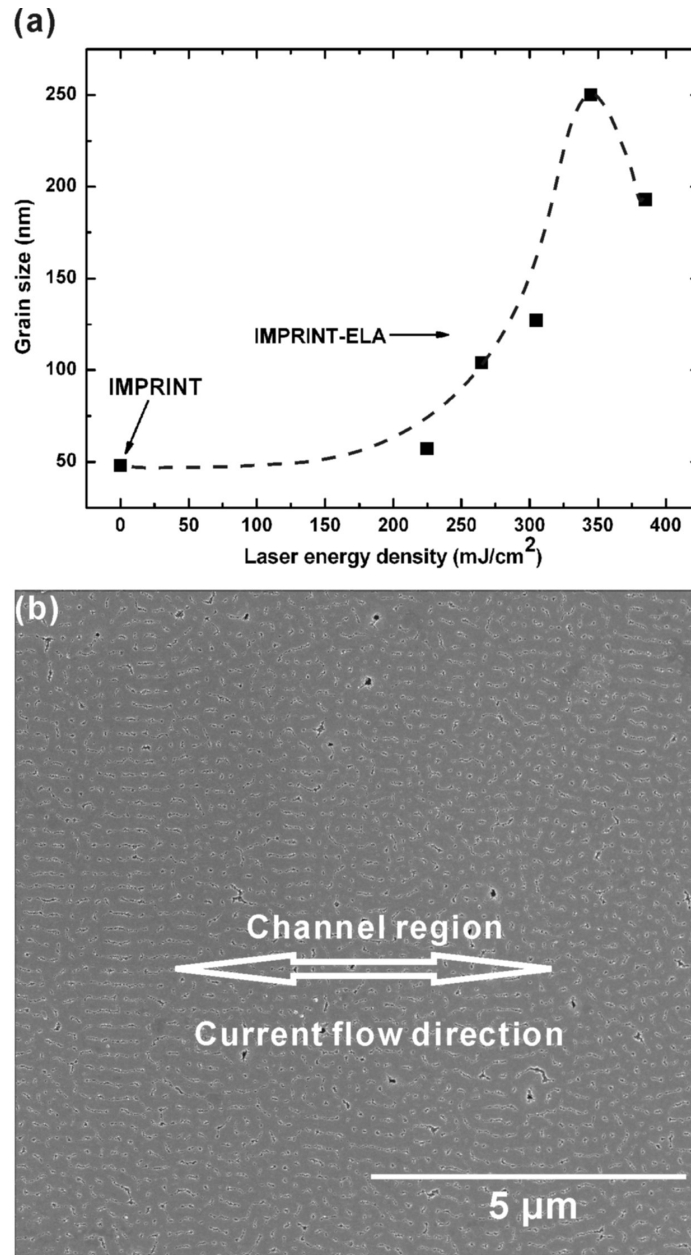 (a)
250
200
150
100
50
Grain size (nm)
IMPRINT-ELA
IMPRINT
0 50 100 150 200 250 300 350 400
Laser energy density (mJ/cm²)
(b)
Channel region
Current flow direction
5 μm